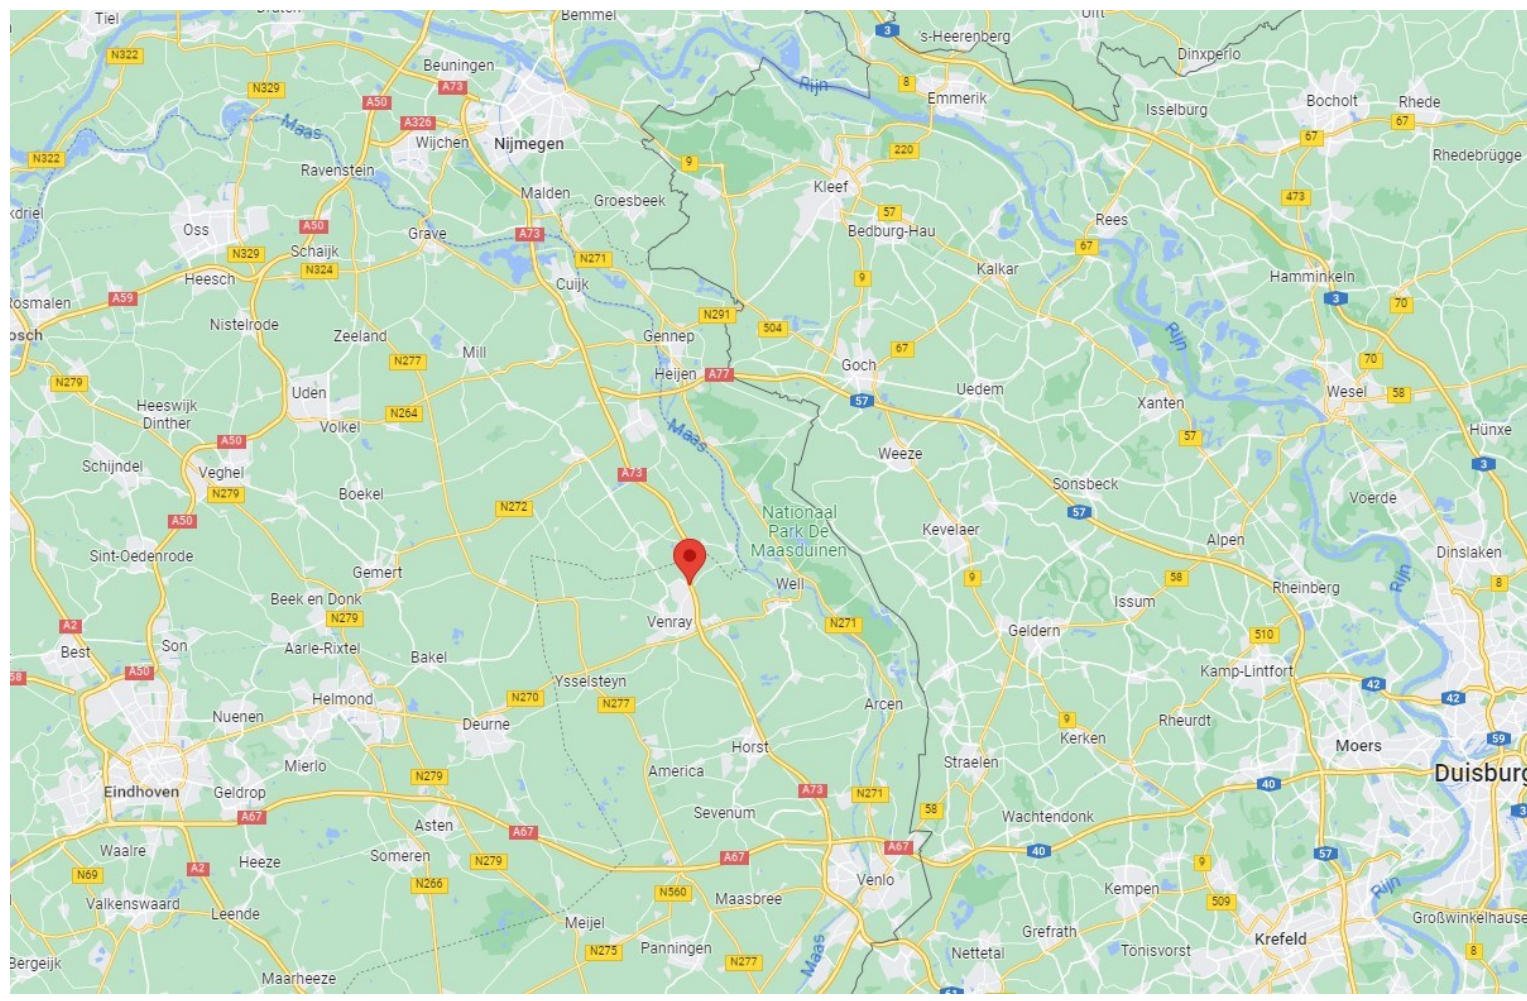 Tiel
Druten
Bemmel
Ulft
's-Heerenberg
3
Dinxperlo
N322
Beuningen
A73
N329
A50
Rijn
8
Emmerik
Isselburg
Bocholt
Rhede
67
67
Maas
A326
Wijchen
Nijmegen
220
Rhedebrügge
N322
Ravenstein
9
Kleef
Malden
Groesbeek
473
kdriel
Oss
A50
Grave
A73
57
Bedburg-Hau
Rees
67
N329
Schaijk
N324
N271
Heesch
Cuijk
9
Kalkar
Hamminkeln
3
70
Rosmalen
A59
Nistelrode
N291
504
osch
Zeeland
Gennep
Rijn
Mill
N277
67
Goch
70
Heijen
A77
N279
Uden
57
Uedem
Wesel
58
Heeswijk
Dinther
N264
Xanten
Volkel
Maas
57
Hünxe
A50
Schijndel
Veghel
A73
Weeze
3
N279
Boekel
Sonsbeck
Voerde
N272
Nationaal
Park De
Maasduinen
57
A50
Kevelaer
Alpen
Sint-Oedenrode
Dinslaken
Gemert
9
58
Rijn
8
Well
Rheinberg
Beek en Donk
Issum
N279
Venray
N271
Geldern
510
A2
Best
Son
Aarle-Rixtel
Bakel
A50
Kamp-Lintfort
58
Ysselsteyn
42
42
Helmond
N270
N277
Arcen
Nuenen
Deurne
9
Rheurdt
Kerken
59
Moers
Horst
Mierlo
America
Straelen
Duisburg
N279
Eindhoven
Geldrop
A73
N271
40
58
3
A67
Sevenum
Wachtendonk
Asten
A67
Waalre
Heeze
Someren
N279
A67
A67
40
57
A2
9
N69
N266
Venlo
Kempen
Rijn
N560
Maasbree
509
Valkenswaard
Leende
Meijel
Großwinkelhause
Grefrath
Krefeld
Panningen
N275
Maas
Nettetal
Tönisvorst
8
Bergeijk
N277
Maarheeze
61